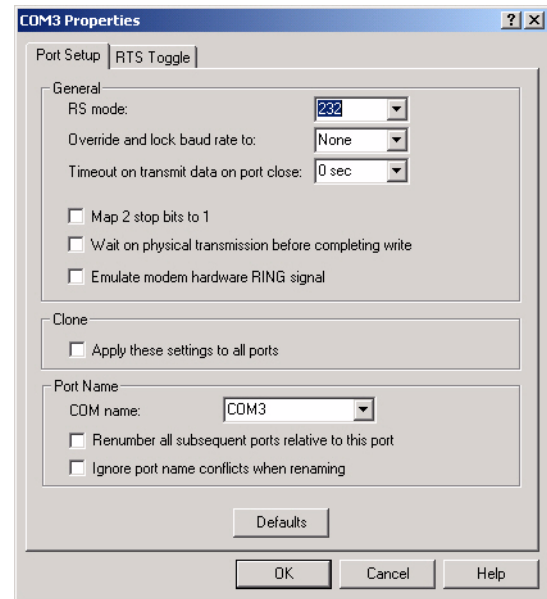 COM3 Properties
Port Setup RTS Toggle
General
RS mode: 232
Override and lock baud rate to: None
Timeout on transmit data on port close: 0 sec
Map 2 stop bits to 1
Wait on physical transmission before completing write
Emulate modem hardware RING signal
Clone
Apply these settings to all ports
Port Name
COM name: COM3
Renumber all subsequent ports relative to this port
Ignore port name conflicts when renaming
Defaults
OK Cancel Help